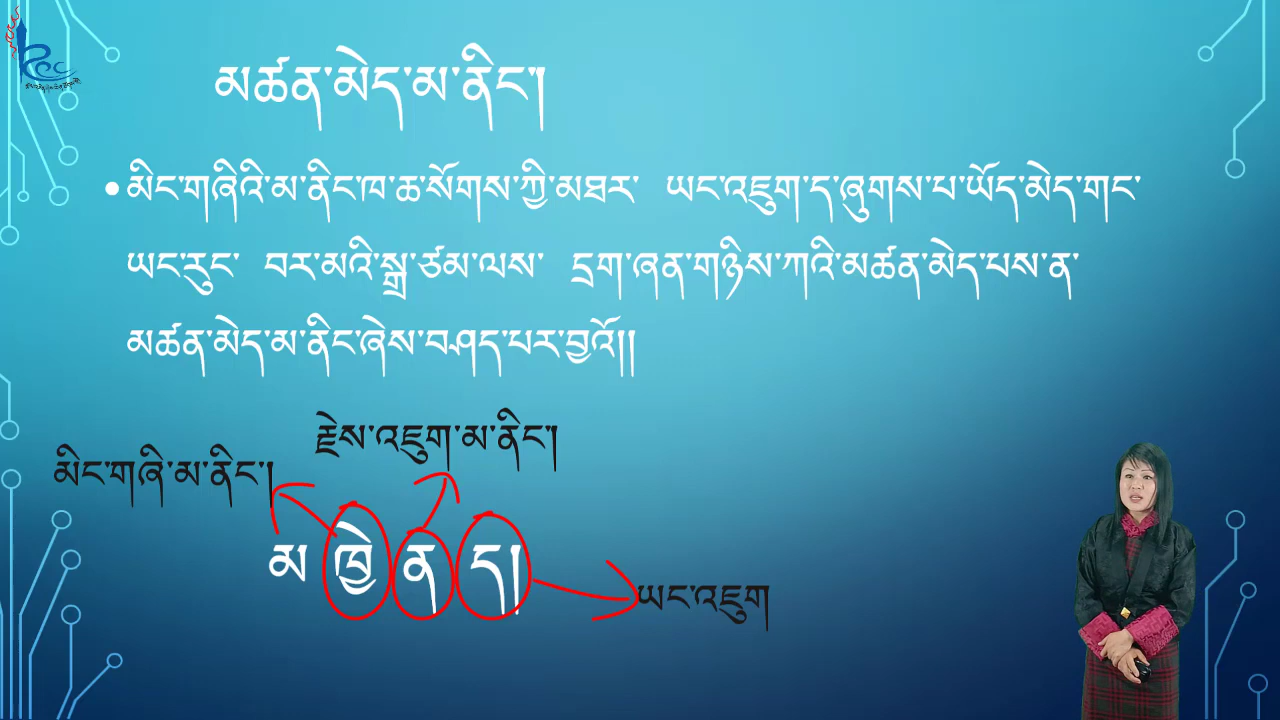 མཚན་མེད་མ་ནིང་།
• མིང་གཞིའི་མ་ནིང་ཁ་ཆ་སོགས་ཀྱི་མཐར་ ཡང་འཇུག་ད་ཞུགས་པ་ཡོད་མེད་གང་
ཡང་རུང་ བར་མའི་སྒྲ་ཙམ་ལས་ དྲག་ཞན་གཉིས་ཀའི་མཚན་མེད་པས་ན་
མཚན་མེད་མ་ནིང་ཞེས་བཤད་པར་བྱའོ།།
རྗེས་འཇུག་མ་ནིང་།
མིང་གཞི་མ་ནིང་།
མ ཁྱེ ན ད།
ཡང་འཇུག